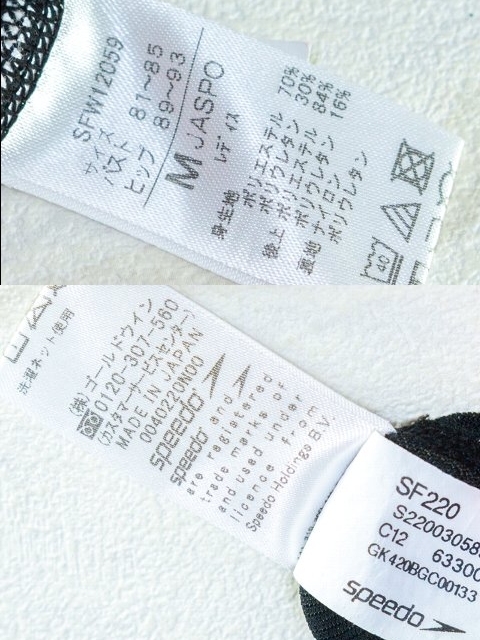 SFW12059
サイズ
バスト 81~85
ヒップ 89~93
M JASPO
レディス
身生地 ポリエステル 70%
ポリウレタン 30%
後上 ポリエステル 84%
ポリウレタン 16%
裏地 ナイロン
ポリウレタン
40
洗濯ネット使用
(株)ゴールドウイン
0120-307-560
(カスタマーサービスセンター)
MADE IN JAPAN
0040220N00
speedo
speedo and
are registered
trade marks of
and used under
licence from
Speedo Holdings B.V.
SF220
S22003058
C12 63300
GK420BGC00133
speedo